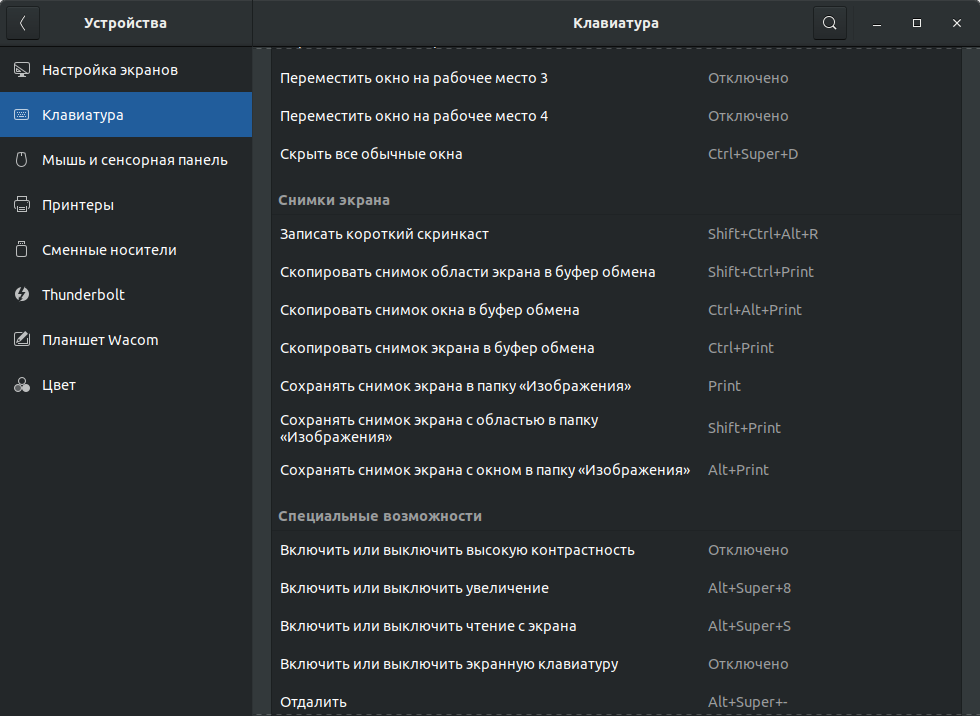 Устройства
Клавиатура
Настройка экранов
Клавиатура
Мышь и сенсорная панель
Принтеры
Сменные носители
Thunderbolt
Планшет Wacom
Цвет
Переместить окно на рабочее место 3 Отключено
Переместить окно на рабочее место 4 Отключено
Скрыть все обычные окна Ctrl+Super+D
Снимки экрана
Записать короткий скринкаст Shift+Ctrl+Alt+R
Скопировать снимок области экрана в буфер обмена Shift+Ctrl+Print
Скопировать снимок окна в буфер обмена Ctrl+Alt+Print
Скопировать снимок экрана в буфер обмена Ctrl+Print
Сохранять снимок экрана в папку «Изображения» Print
Сохранять снимок экрана с областью в папку
«Изображения» Shift+Print
Сохранять снимок экрана с окном в папку «Изображения» Alt+Print
Специальные возможности
Включить или выключить высокую контрастность Отключено
Включить или выключить увеличение Alt+Super+8
Включить или выключить чтение с экрана Alt+Super+S
Включить или выключить экранную клавиатуру Отключено
Отдалить Alt+Super+-